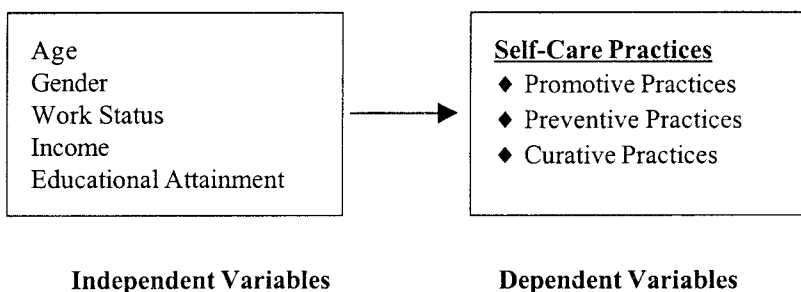 Age
Gender
Work Status
Income
Educational Attainment
Self-Care Practices
♦ Promotive Practices
♦ Preventive Practices
♦ Curative Practices
Independent Variables
Dependent Variables